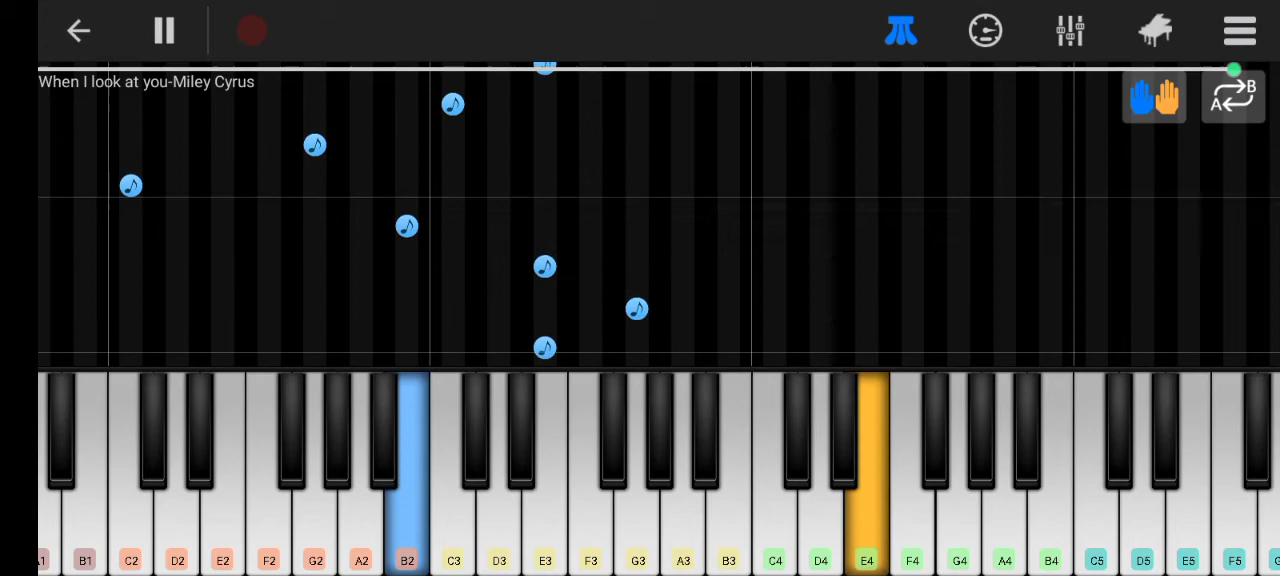 When I look at you-Miley Cyrus
A B
B1 C2 D2 E2 F2 G2 A2 B2 C3 D3 E3 F3 G3 A3 B3 C4 D4 E4 F4 G4 A4 B4 C5 D5 E5 F5